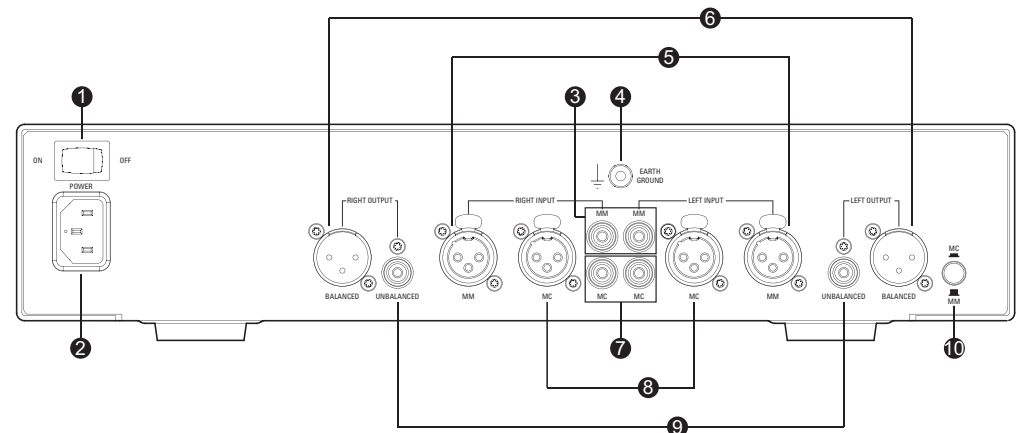 6
5
1
3
4
ON
OFF
EARTH
GROUND
POWER
RIGHT OUTPUT
RIGHT INPUT
MM
MM
LEFT INPUT
LEFT OUTPUT
MC
BALANCED
UNBALANCED
MM
MC
MC
MC
MC
MM
UNBALANCED
BALANCED
MM
2
7
10
8
9